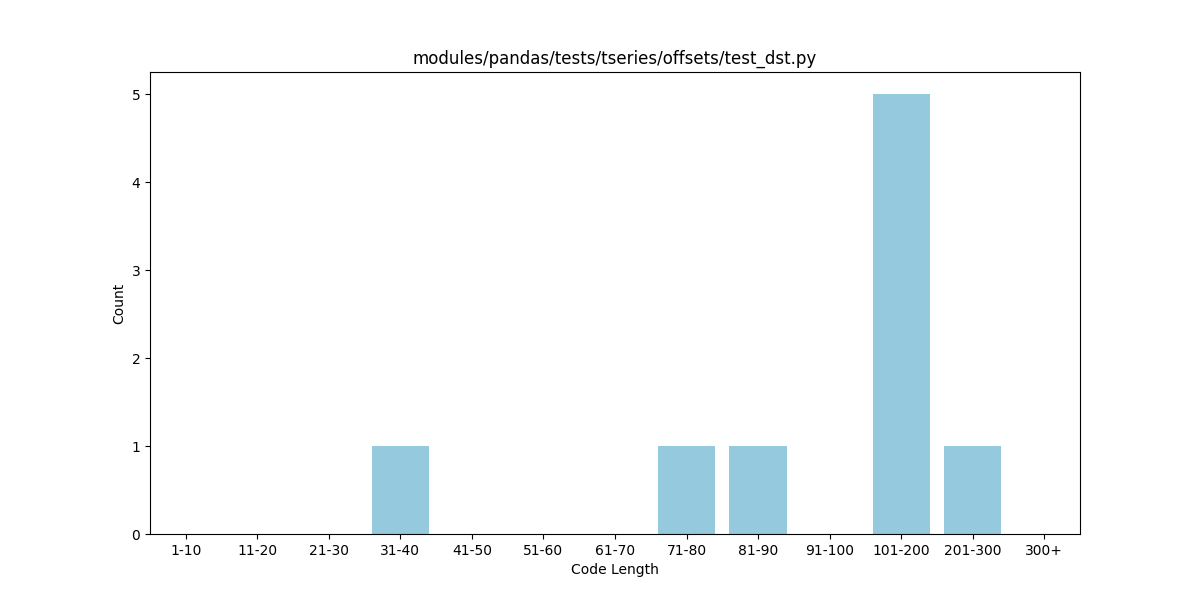 modules/pandas/tests/tseries/offsets/test_dst.py
Count
5
4
3
2
1
0
1-10 11-20 21-30 31-40 41-50 51-60 61-70 71-80 81-90 91-100 101-200 201-300 300+
Code Length